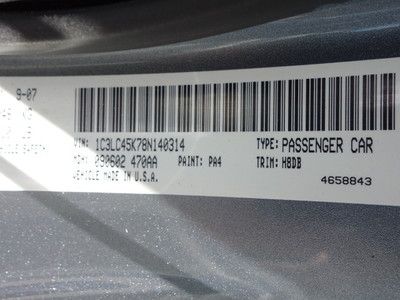 9-07
VIN: 1C3LC45K78N140314 TYPE: PASSENGER CAR
MDH: 090602 470AA PAINT: PA4 TRIM: H8DB
VEHICLE MADE IN U.S.A. 4658843